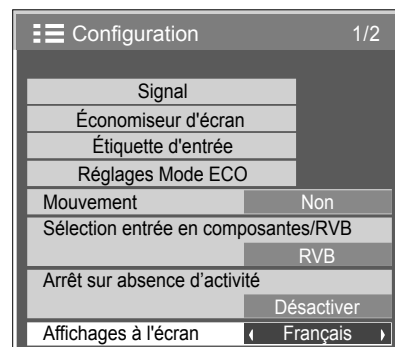 Configuration 1/2
Signal
Économiseur d'écran
Étiquette d'entrée
Réglages Mode ECO
Mouvement Non
Sélection entrée en composantes/RVB
RVB
Arrêt sur absence d’activité
Désactiver
Affichages à l'écran Français